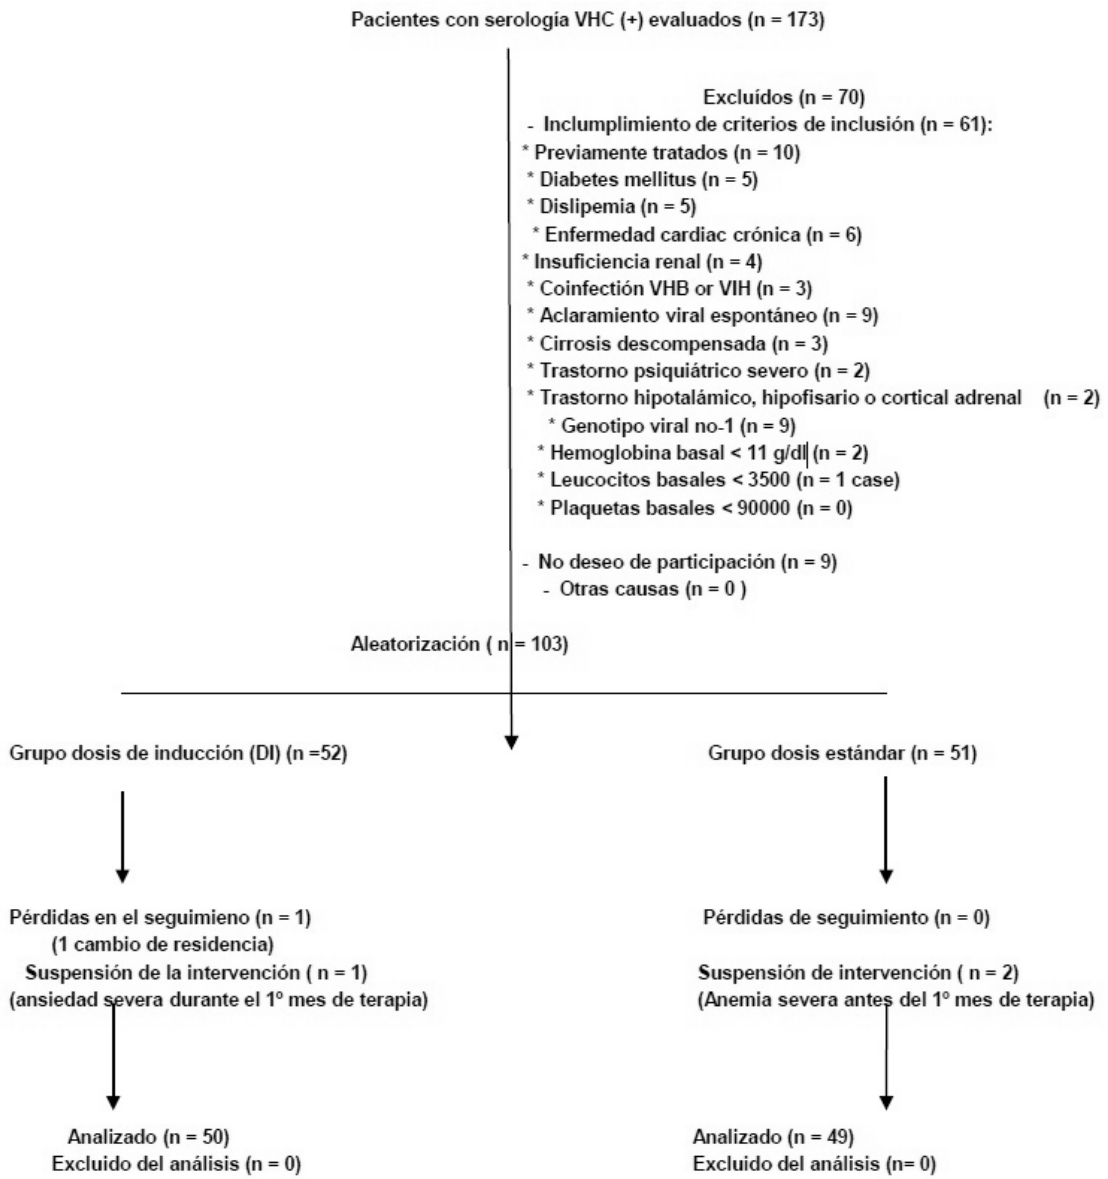 Pacientes con serología VHC (+) evaluados (n = 173)
Excluídos (n = 70)
- Inclumplimiento de criterios de inclusión (n = 61):
* Previamente tratados (n = 10)
* Diabetes mellitus (n = 5)
* Dislipemia (n = 5)
* Enfermedad cardiac crónica (n = 6)
* Insuficiencia renal (n = 4)
* Coinfectión VHB or VIH (n = 3)
* Aclaramiento viral espontáneo (n = 9)
* Cirrosis descompensada (n = 3)
* Trastorno psiquiátrico severo (n = 2)
* Trastorno hipotalámico, hipofisario o cortical adrenal (n = 2)
* Genotipo viral no-1 (n = 9)
* Hemoglobina basal < 11 g/dl (n = 2)
* Leucocitos basales < 3500 (n = 1 case)
* Plaquetas basales < 90000 (n = 0)
- No deseo de participación (n = 9)
- Otras causas (n = 0 )
Aleatorización ( n = 103)
Grupo dosis de inducción (DI) (n =52)
Grupo dosis estándar (n = 51)
Pérdidas en el seguimieno (n = 1)
(1 cambio de residencia)
Suspensión de la intervención ( n = 1)
(ansiedad severa durante el 1º mes de terapia)
Pérdidas de seguimiento (n = 0)
Suspensión de intervención ( n = 2)
(Anemia severa antes del 1º mes de terapia)
Analizado (n = 50)
Excluido del análisis (n = 0)
Analizado (n = 49)
Excluido del análisis (n= 0)